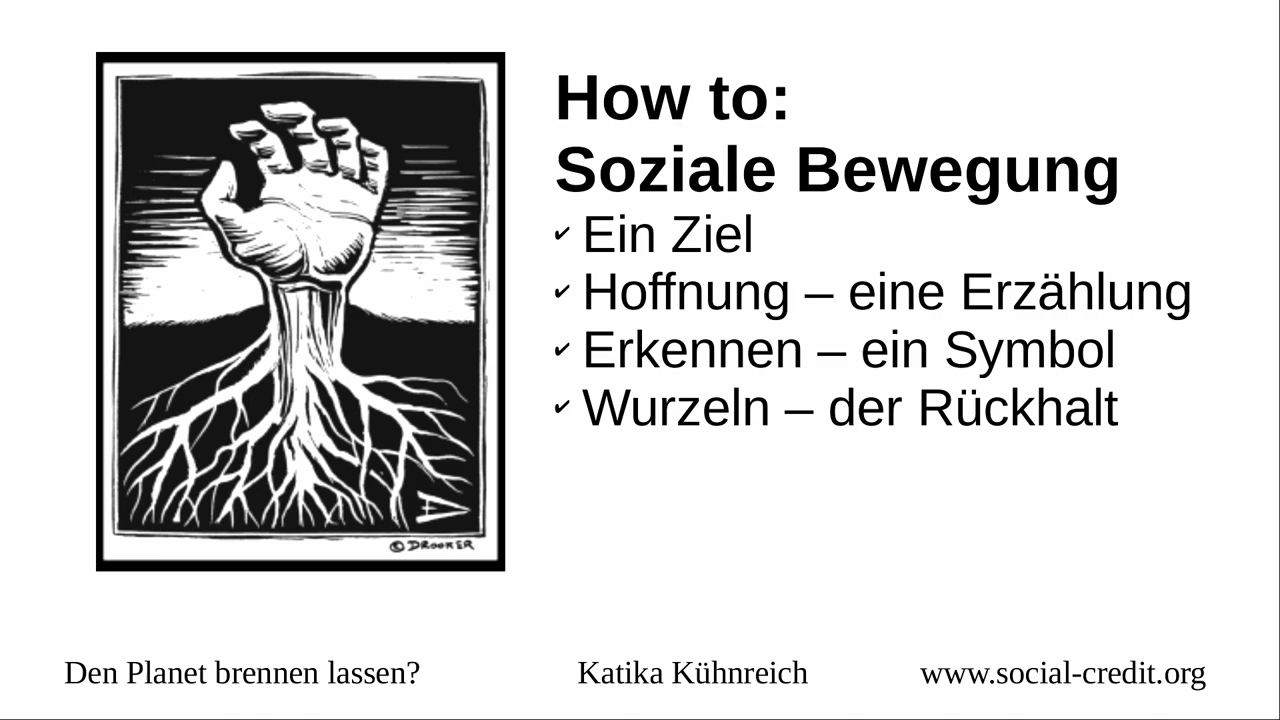 How to:
Soziale Bewegung
✔ Ein Ziel
✔ Hoffnung – eine Erzählung
✔ Erkennen – ein Symbol
✔ Wurzeln – der Rückhalt
© DROOKER
Den Planet brennen lassen?
Katika Kühnreich
www.social-credit.org